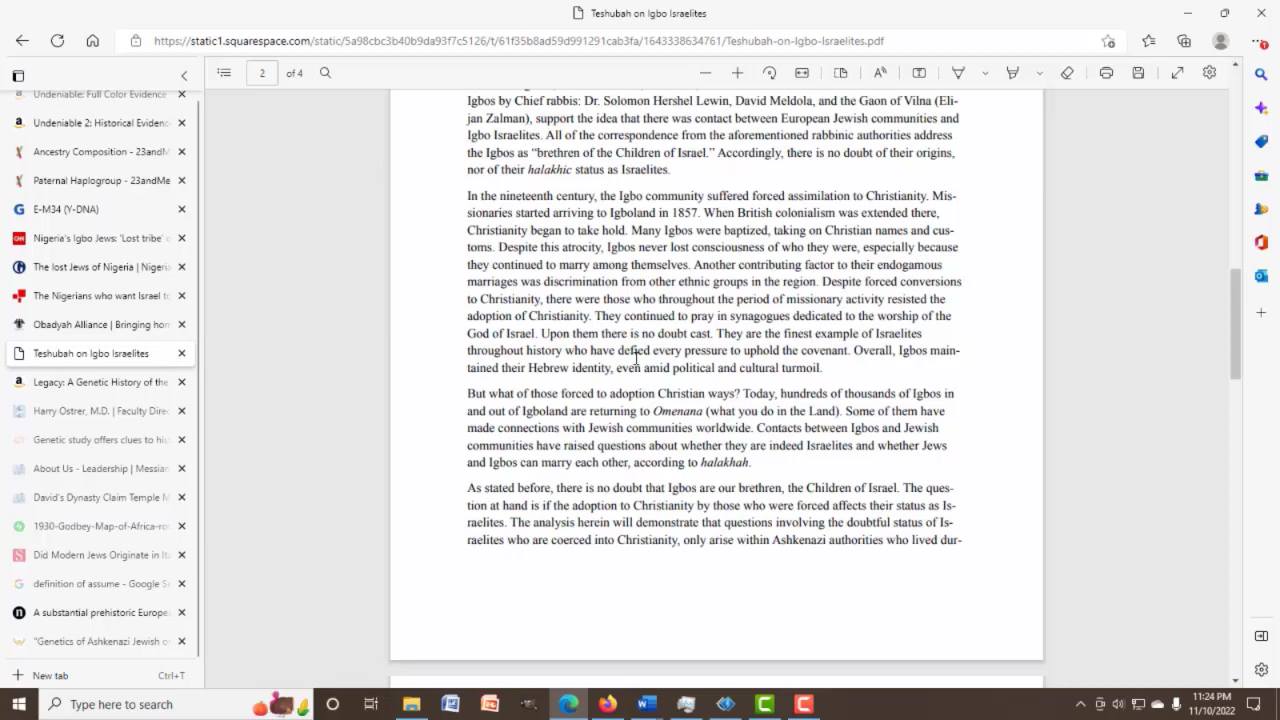 Teshubah on Igbo Israelites
https://static1.squarespace.com/static/5a98cbc3b40b9da93f7c5126/t/61f35b8ad59d991291cab3fa/1643338634761/Teshubah-on-Igbo-Israelites.pdf
2 of 4
Undeniable: Full Color Evidence
Undeniable 2: Historical Evidenc
Ancestry Composition - 23andM
Paternal Haplogroup - 23andMe
E-M34 (Y-DNA)
Nigeria's Igbo Jews: 'Lost tribe'
The lost Jews of Nigeria | Nigeria
The Nigerians who want Israel to
Obadyah Alliance | Bringing hom
Teshubah on Igbo Israelites
Legacy: A Genetic History of the
Harry Ostrer, M.D. | Faculty Direc
Genetic study offers clues to his
About Us - Leadership | Messian
David's Dynasty Claim Temple M
1930-Godbey-Map-of-Africa-ro
Did Modern Jews Originate in Ita
definition of assume - Google Se
A substantial prehistoric Europe
"Genetics of Ashkenazi Jewish o
New tab Ctrl+T
Igbos by Chief rabbis: Dr. Solomon Hershel Lewin, David Meldola, and the Gaon of Vilna (Eli-
jan Zalman), support the idea that there was contact between European Jewish communities and
Igbo Israelites. All of the correspondence from the aforementioned rabbinic authorities address
the Igbos as “brethren of the Children of Israel.” Accordingly, there is no doubt of their origins,
nor of their halakhic status as Israelites.
In the nineteenth century, the Igbo community suffered forced assimilation to Christianity. Mis-
sionaries started arriving to Igboland in 1857. When British colonialism was extended there,
Christianity began to take hold. Many Igbos were baptized, taking on Christian names and cus-
toms. Despite this atrocity, Igbos never lost consciousness of who they were, especially because
they continued to marry among themselves. Another contributing factor to their endogamous
marriages was discrimination from other ethnic groups in the region. Despite forced conversions
to Christianity, there were those who throughout the period of missionary activity resisted the
adoption of Christianity. They continued to pray in synagogues dedicated to the worship of the
God of Israel. Upon them there is no doubt cast. They are the finest example of Israelites
throughout history who have defied every pressure to uphold the covenant. Overall, Igbos main-
tained their Hebrew identity, even amid political and cultural turmoil.
But what of those forced to adoption Christian ways? Today, hundreds of thousands of Igbos in
and out of Igboland are returning to Omenana (what you do in the Land). Some of them have
made connections with Jewish communities worldwide. Contacts between Igbos and Jewish
communities have raised questions about whether they are indeed Israelites and whether Jews
and Igbos can marry each other, according to halakhah.
As stated before, there is no doubt that Igbos are our brethren, the Children of Israel. The ques-
tion at hand is if the adoption to Christianity by those who were forced affects their status as Is-
raelites. The analysis herein will demonstrate that questions involving the doubtful status of Is-
raelites who are coerced into Christianity, only arise within Ashkenazi authorities who lived dur-
Type here to search
11:24 PM
11/10/2022